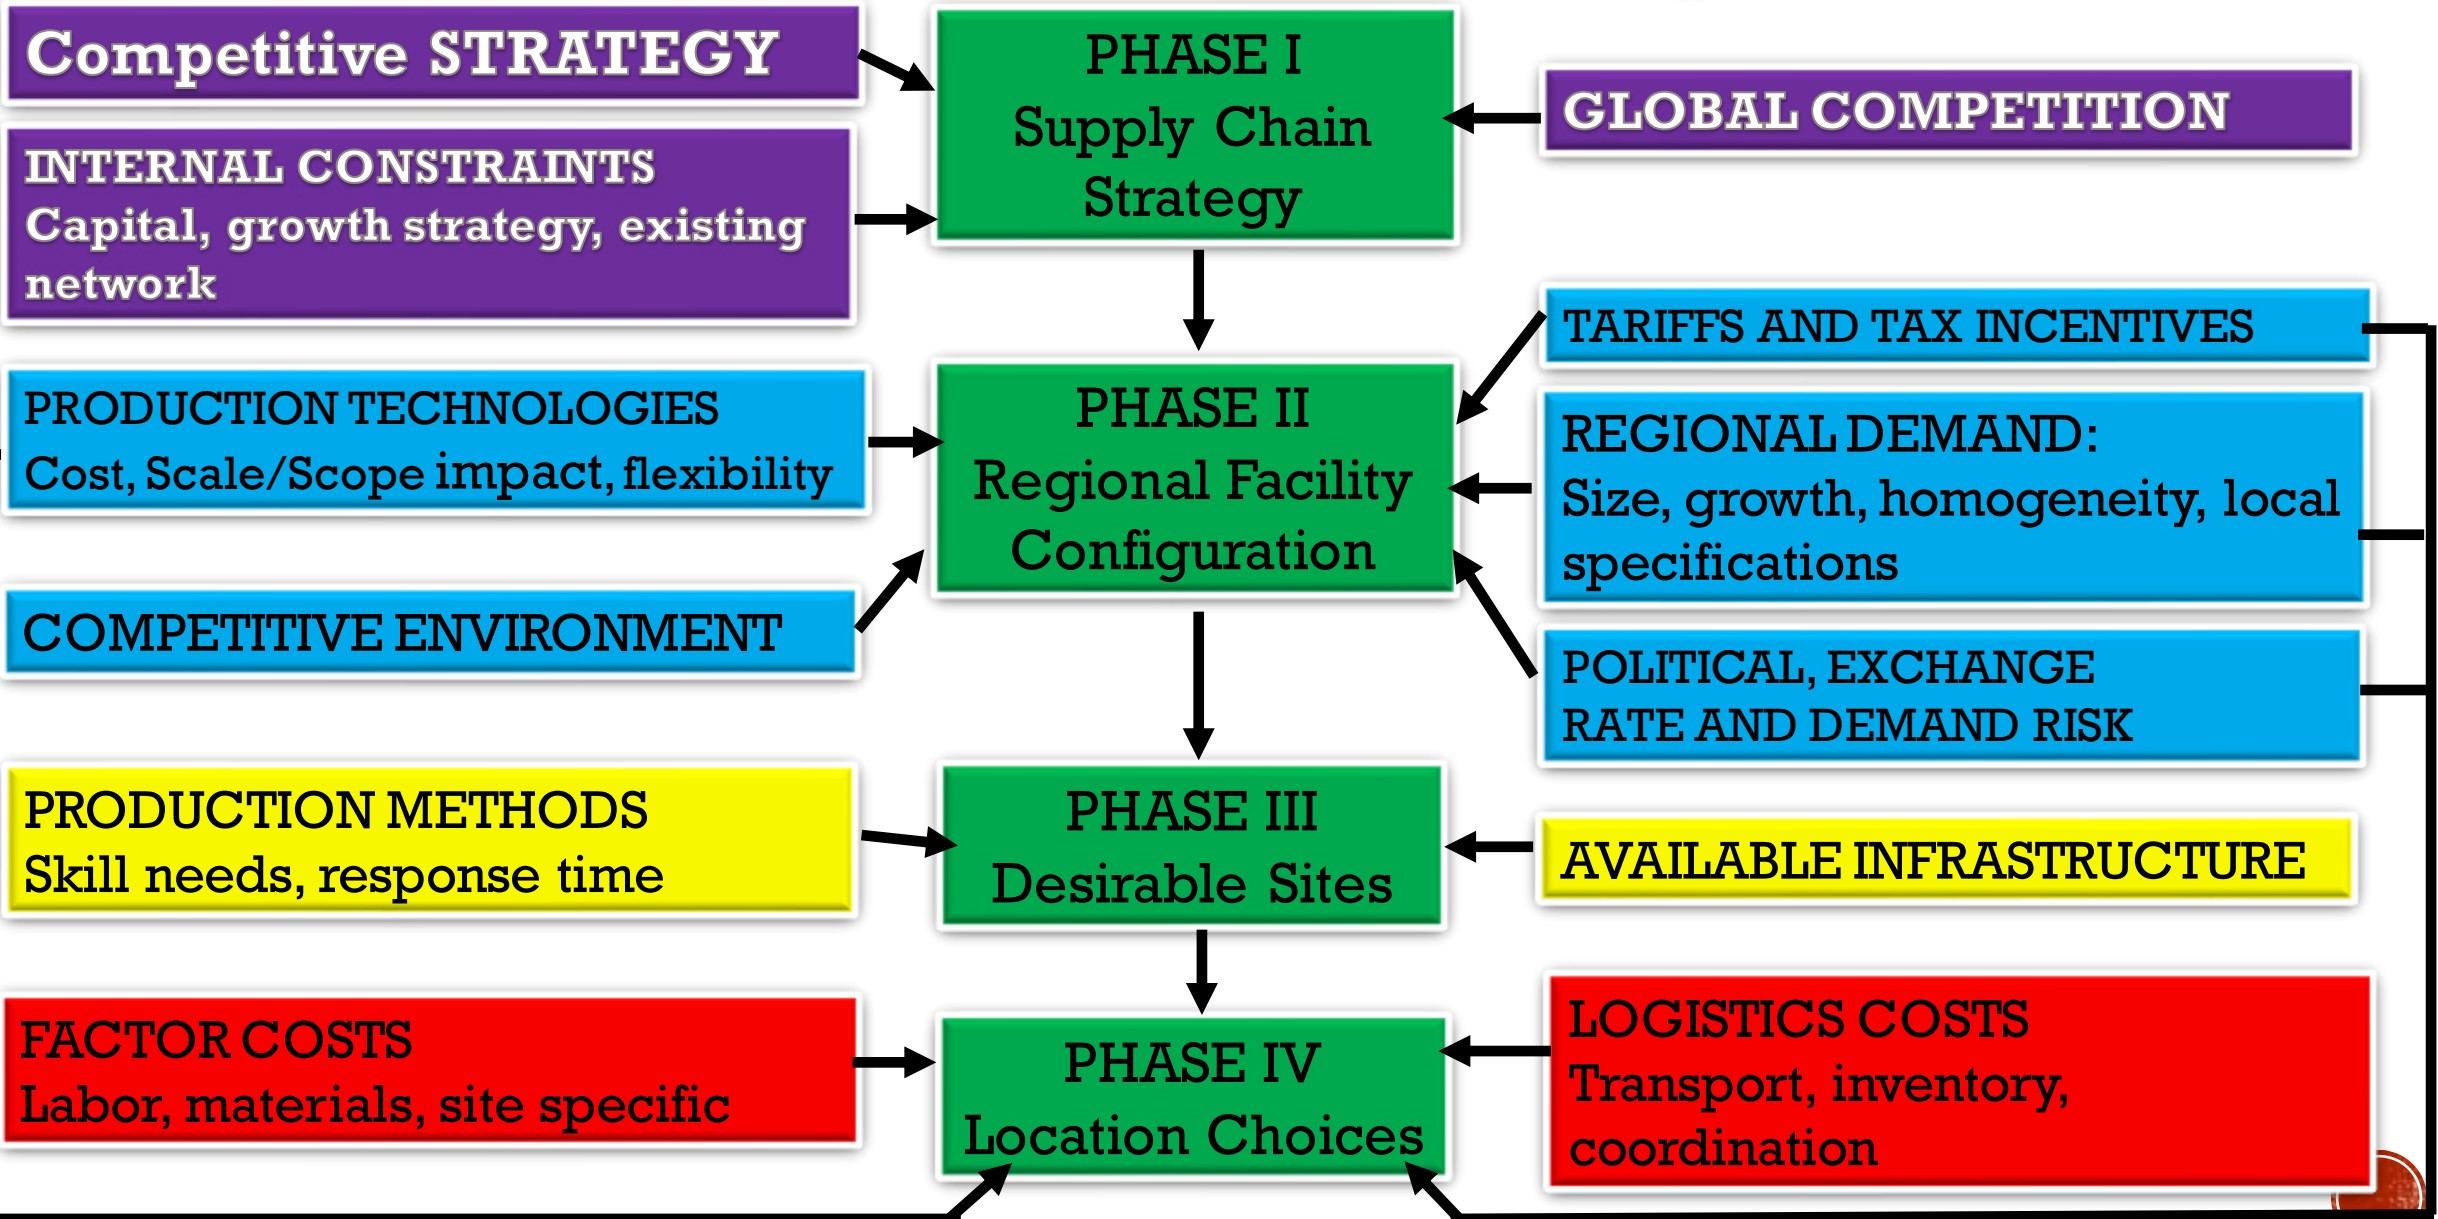 Competitive STRATEGY
INTERNAL CONSTRAINTS
Capital, growth strategy, existing
network
PHASE I
Supply Chain
Strategy
GLOBAL COMPETITION
PRODUCTION TECHNOLOGIES
Cost, Scale/Scope impact, flexibility
COMPETITIVE ENVIRONMENT
PHASE II
Regional Facility
Configuration
TARIFFS AND TAX INCENTIVES
REGIONAL DEMAND:
Size, growth, homogeneity, local
specifications
POLITICAL, EXCHANGE
RATE AND DEMAND RISK
PRODUCTION METHODS
Skill needs, response time
PHASE III
Desirable Sites
AVAILABLE INFRASTRUCTURE
FACTOR COSTS
Labor, materials, site specific
PHASE IV
Location Choices
LOGISTICS COSTS
Transport, inventory,
coordination